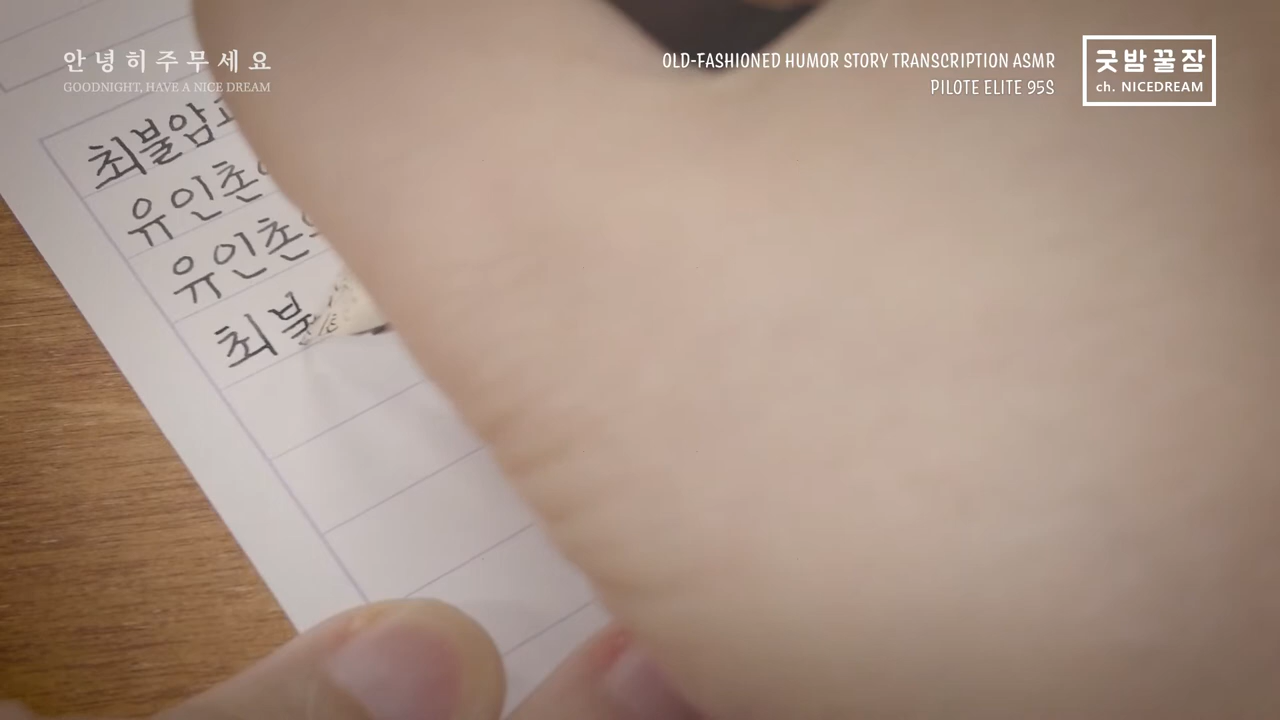 안녕히주무세요
GOODNIGHT, HAVE A NICE DREAM
OLD-FASHIONED HUMOR STORY TRANSCRIPTION ASMR
PILOTE ELITE 95S
굿밤꿀잠
ch. NICEDREAM
최불암
유인촌
유인촌
최불